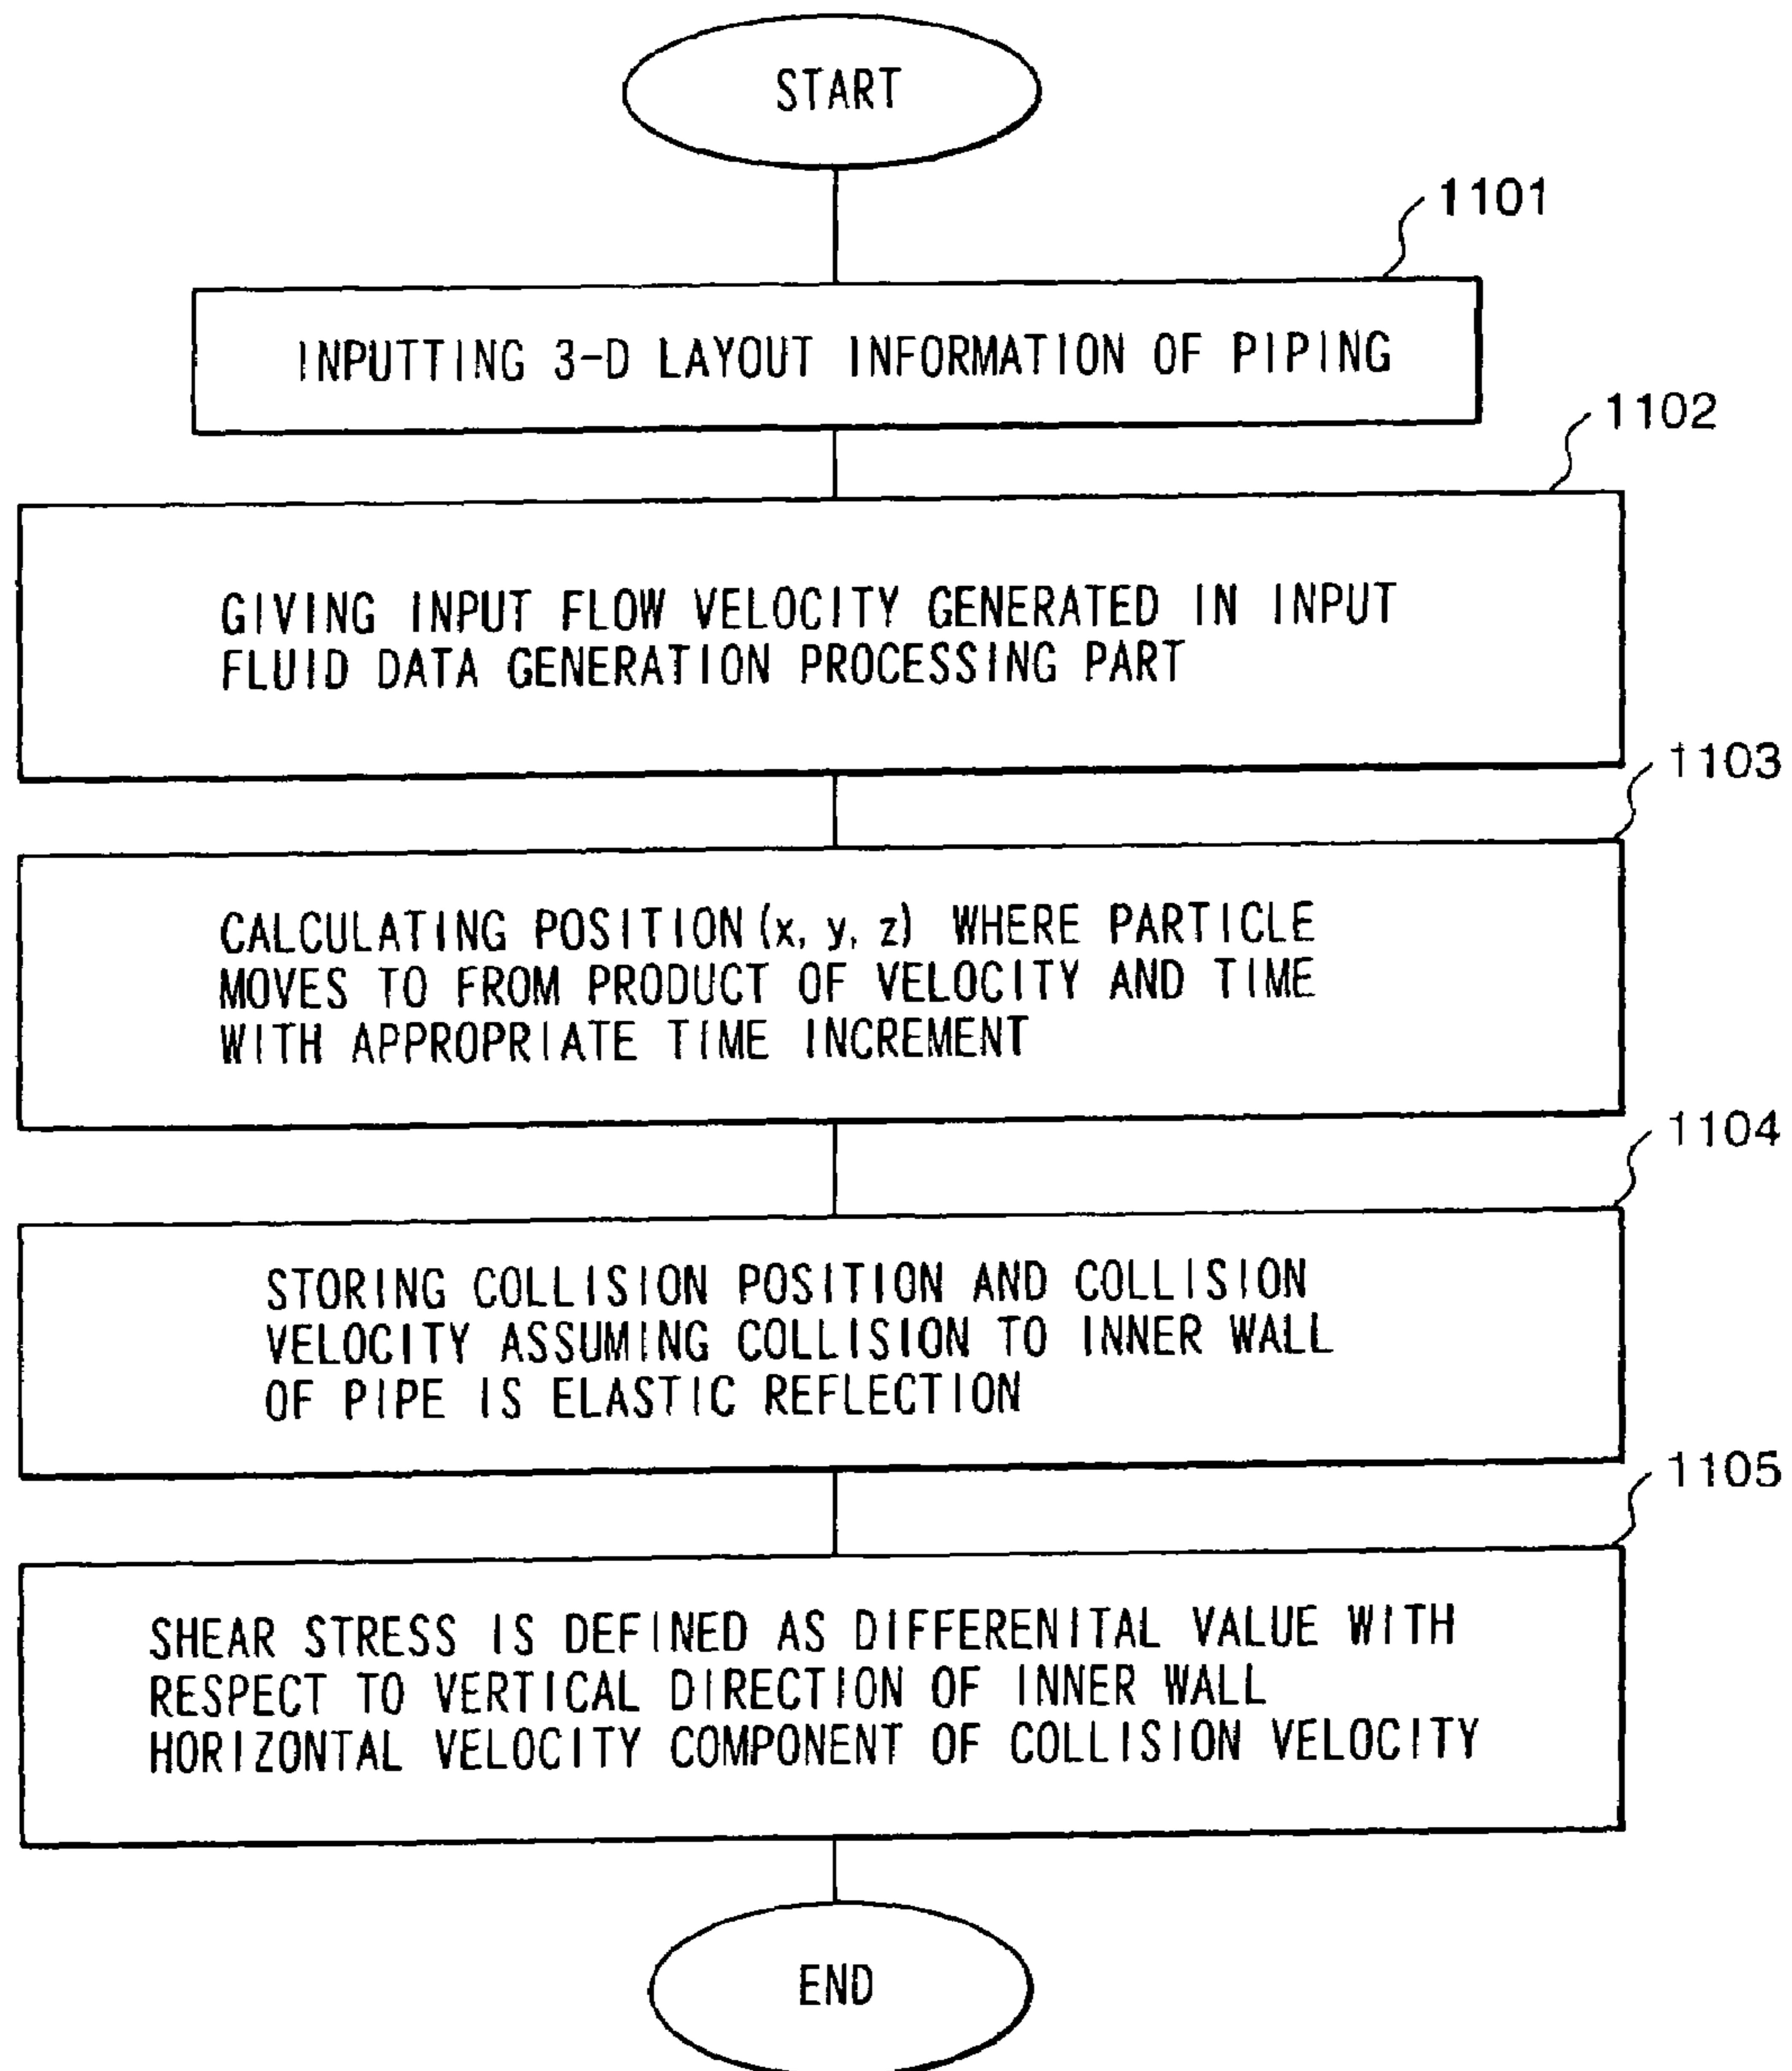 START
1101
INPUTTING 3-D LAYOUT INFORMATION OF PIPING
1102
GIVING INPUT FLOW VELOCITY GENERATED IN INPUT
FLUID DATA GENERATION PROCESSING PART
1103
CALCULATING POSITION(x, y, z) WHERE PARTICLE
MOVES TO FROM PRODUCT OF VELOCITY AND TIME
WITH APPROPRIATE TIME INCREMENT
1104
STORING COLLISION POSITION AND COLLISION
VELOCITY ASSUMING COLLISION TO INNER WALL
OF PIPE IS ELASTIC REFLECTION
1105
SHEAR STRESS IS DEFINED AS DIFFERENITAL VALUE WITH
RESPECT TO VERTICAL DIRECTION OF INNER WALL
HORIZONTAL VELOCITY COMPONENT OF COLLISION VELOCITY
END